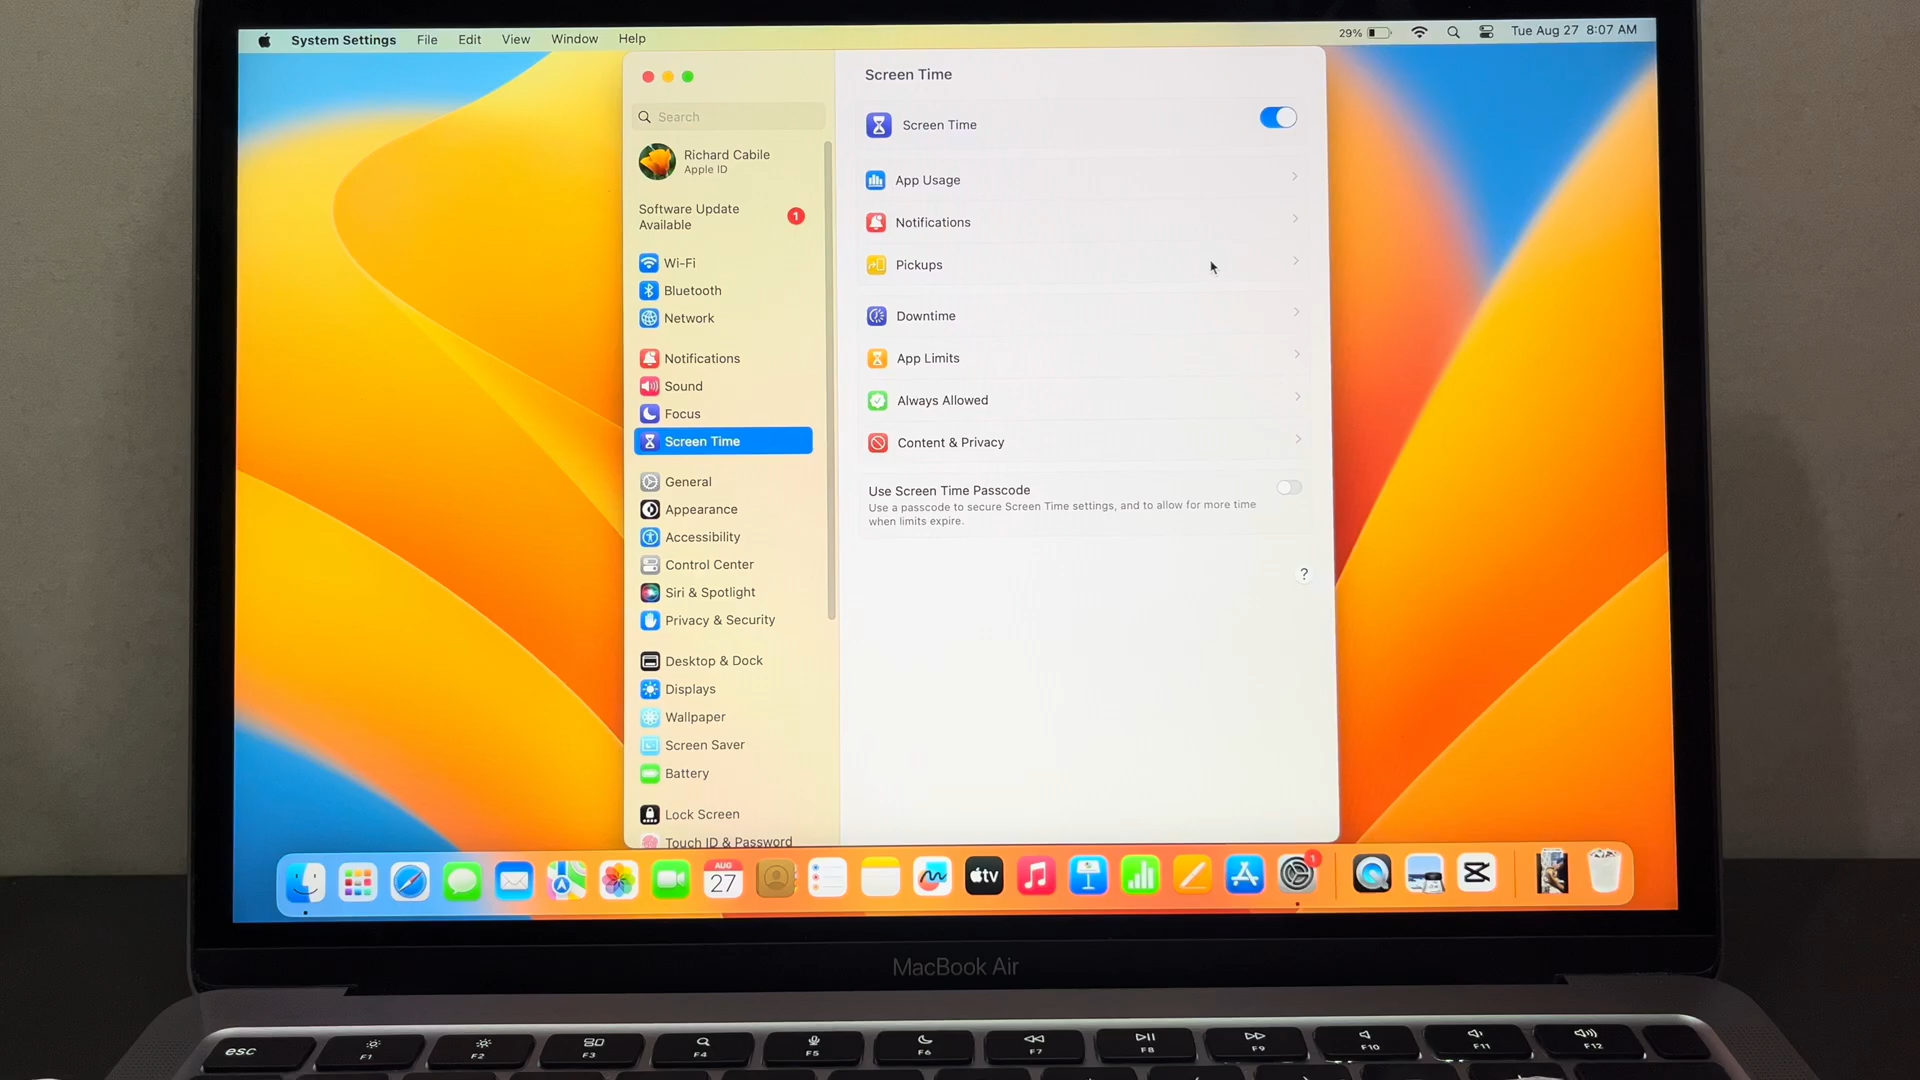 System Settings File Edit View Window Help 29% Tue Aug 27 8:07 AM
Search
Richard Cabile
Apple ID
Software Update
Available
1
Wi-Fi
Bluetooth
Network
Notifications
Sound
Focus
Screen Time
General
Appearance
Accessibility
Control Center
Siri & Spotlight
Privacy & Security
Desktop & Dock
Displays
Wallpaper
Screen Saver
Battery
Lock Screen
Touch ID & Password
Screen Time
Screen Time
App Usage
Notifications
Pickups
Downtime
App Limits
Always Allowed
Content & Privacy
Use Screen Time Passcode
Use a passcode to secure Screen Time settings, and to allow for more time
when limits expire.
?
AUG
27
tv
1
MacBook Air
esc F1 F2 F3 F4 F5 F6 F7 F8 F9 F10 F11 F12